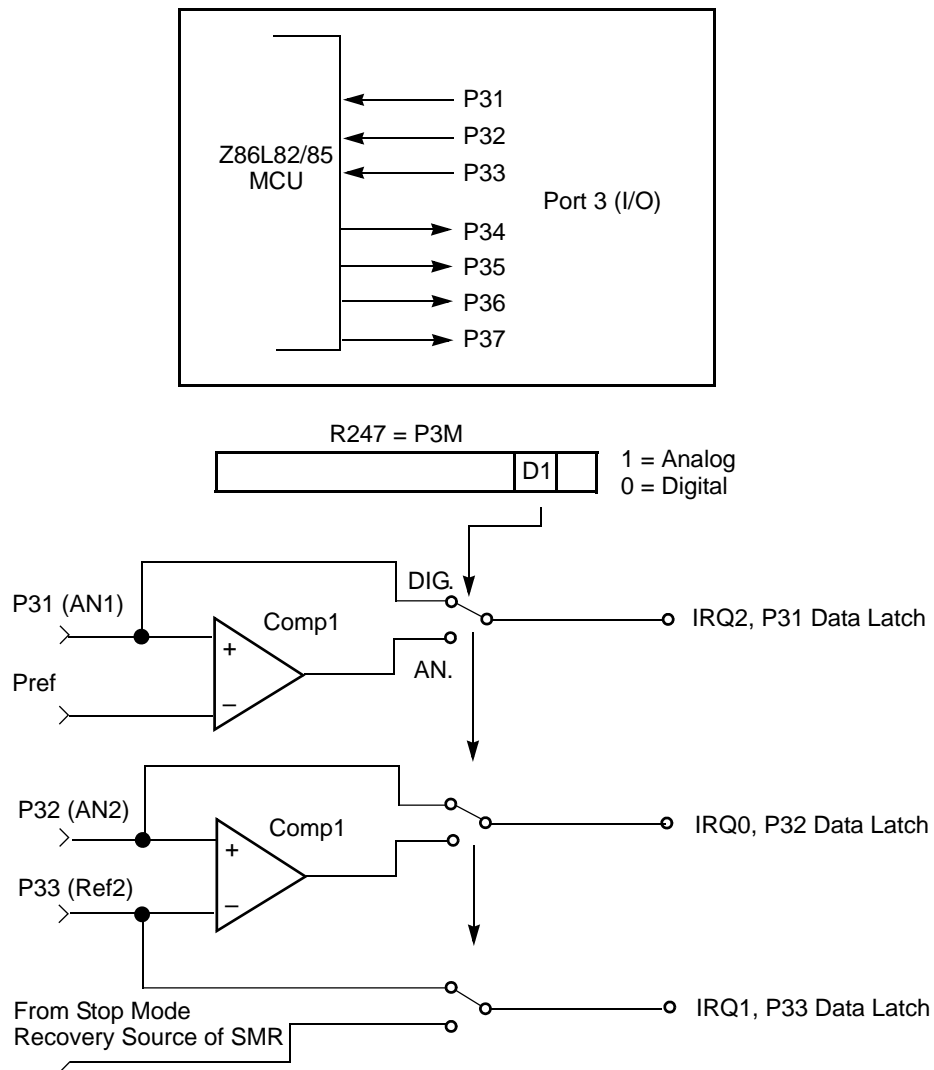 P31
P32
Z86L82/85
MCU
P33
Port 3 (I/O)
P34
P35
P36
P37
R247 = P3M
D1
1 = Analog
0 = Digital
DIG.
P31 (AN1)
Comp1
IRQ2, P31 Data Latch
+
AN.
Pref
–
P32 (AN2)
Comp1
IRQ0, P32 Data Latch
+
P33 (Ref2)
–
From Stop Mode
Recovery Source of SMR
IRQ1, P33 Data Latch